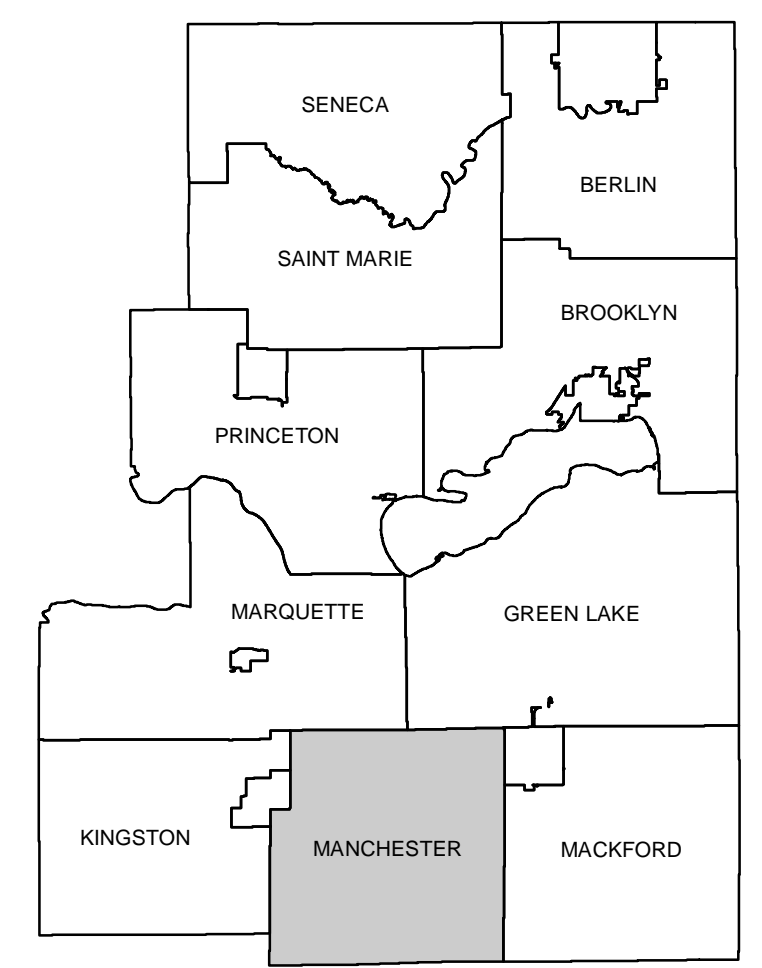 SENECA
BERLIN
SAINT MARIE
BROOKLYN
PRINCETON
MARQUETTE
GREEN LAKE
KINGSTON
MANCHESTER
MACKFORD